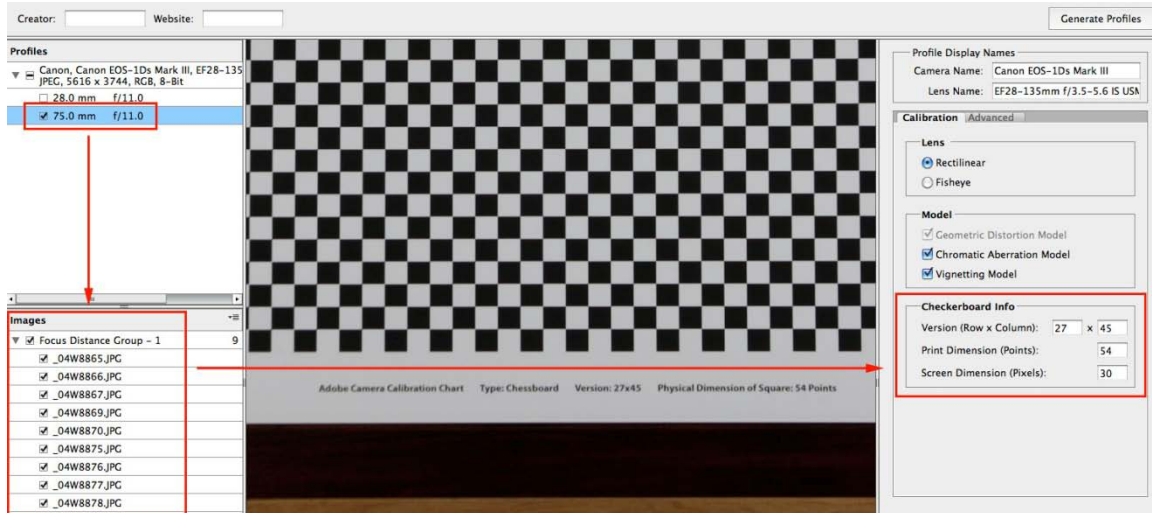 Creator: Website: Generate Profiles
Profiles
Canon, Canon EOS-1Ds Mark III, EF28-135
JPEG, 5616 x 3744, RGB, 8-Bit
28.0 mm f/11.0
75.0 mm f/11.0
Images
Focus Distance Group - 1 9
_04W8865.JPG
_04W8866.JPG
_04W8867.JPG
_04W8869.JPG
_04W8870.JPG
_04W8875.JPG
_04W8876.JPG
_04W8877.JPG
_04W8878.JPG
Adobe Camera Calibration Chart Type: Chessboard Version: 27x45 Physical Dimension of Square: 54 Points
Profile Display Names
Camera Name: Canon EOS-1Ds Mark III
Lens Name: EF28-135mm f/3.5-5.6 IS USM
Calibration Advanced
Lens
Rectilinear
Fisheye
Model
Geometric Distortion Model
Chromatic Aberration Model
Vignetting Model
Checkerboard Info
Version (Row x Column): 27 x 45
Print Dimension (Points): 54
Screen Dimension (Pixels): 30